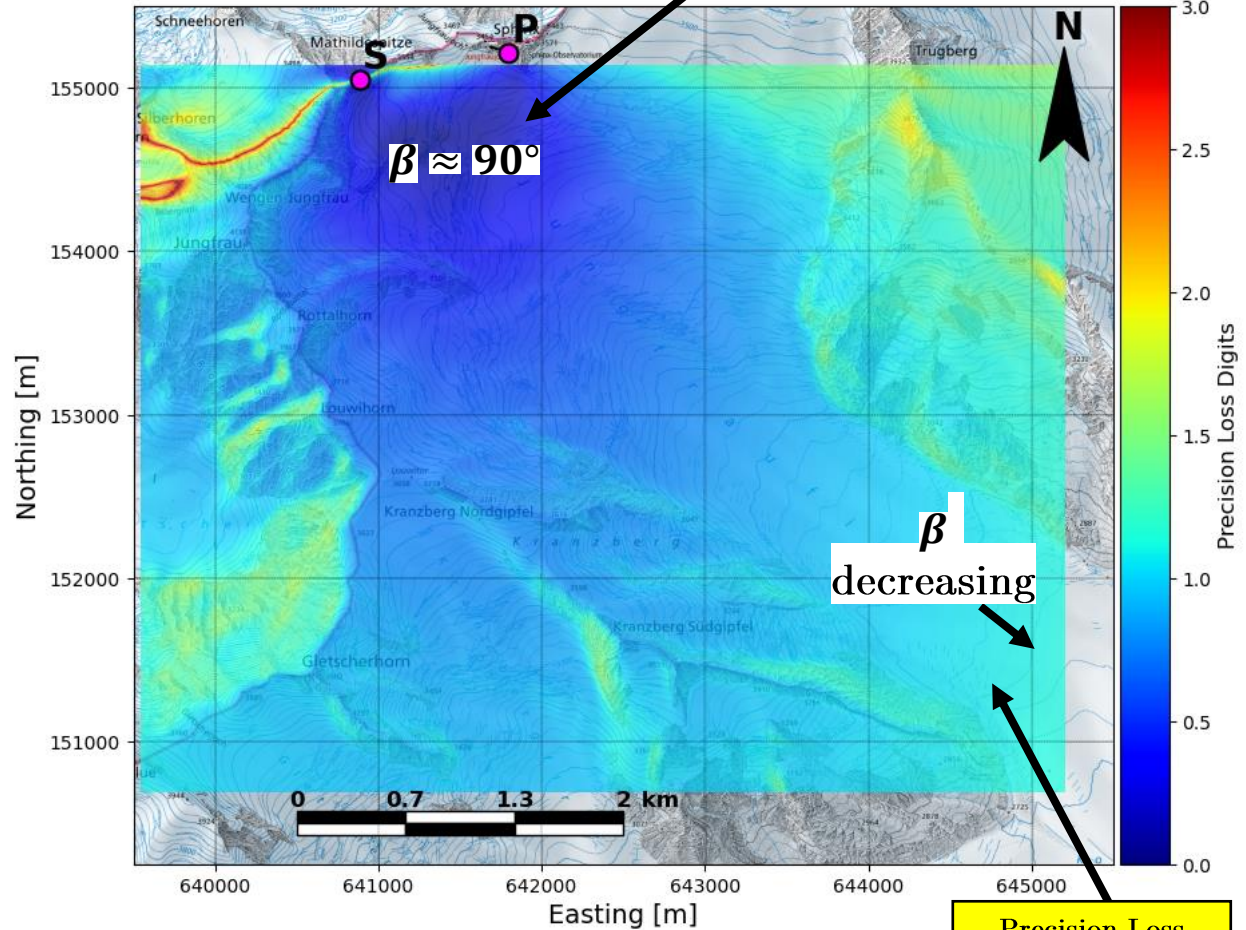 Schneehoren
Mathildespitze
S
P
Trugberg
N
3.0
155000
Silberhoren
β ≈ 90°
2.5
Wengen Jungfrau
Jungfrau
154000
2.0
Rottalhorn
Precision Loss Digits
Northing [m]
1.5
153000
Louwihorn
Kranzberg Nordgipfel
Kranzberg
β
decreasing
1.0
152000
Kranzberg Südgipfel
Gletscherhorn
0.5
151000
0 0.7 1.3 2 km
0.0
640000 641000 642000 643000 644000 645000
Easting [m]
Precision Loss